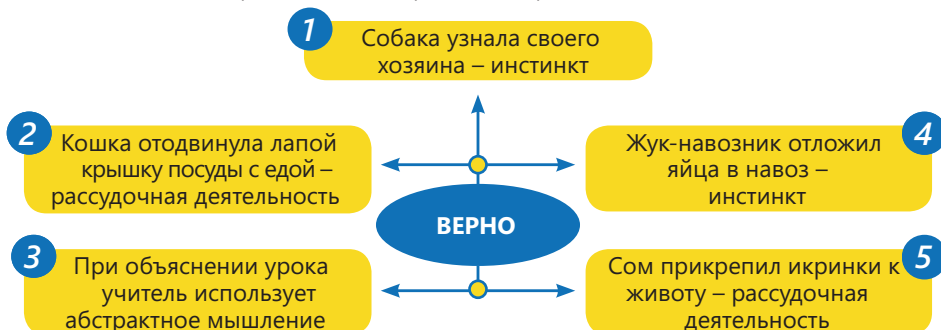 1
Собака узнала своего
хозяина – инстинкт
2
Кошка отодвинула лапой
крышку посуды с едой –
рассудочная деятельность
4
Жук-навозник отложил
яйца в навоз –
инстинкт
ВЕРНО
3
При объяснении урока
учитель использует
абстрактное мышление
5
Сом прикрепил икринки к
животу – рассудочная
деятельность